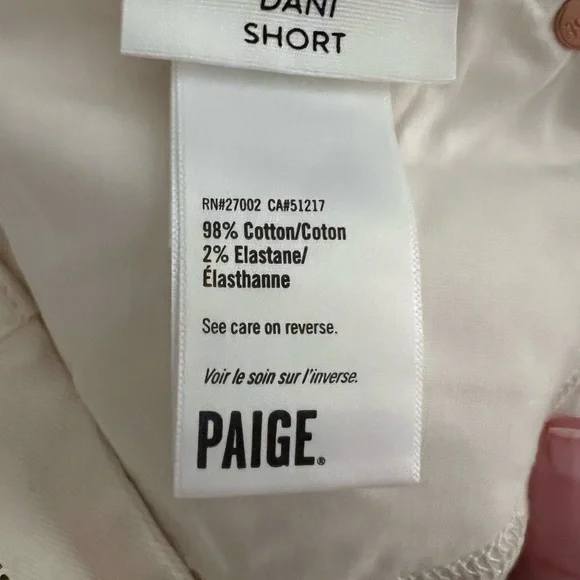 DANI
SHORT
RN#27002 CA#51217
98% Cotton/Coton
2% Elastane/
Élasthanne
See care on reverse.
Voir le soin sur l'inverse.
PAIGE®